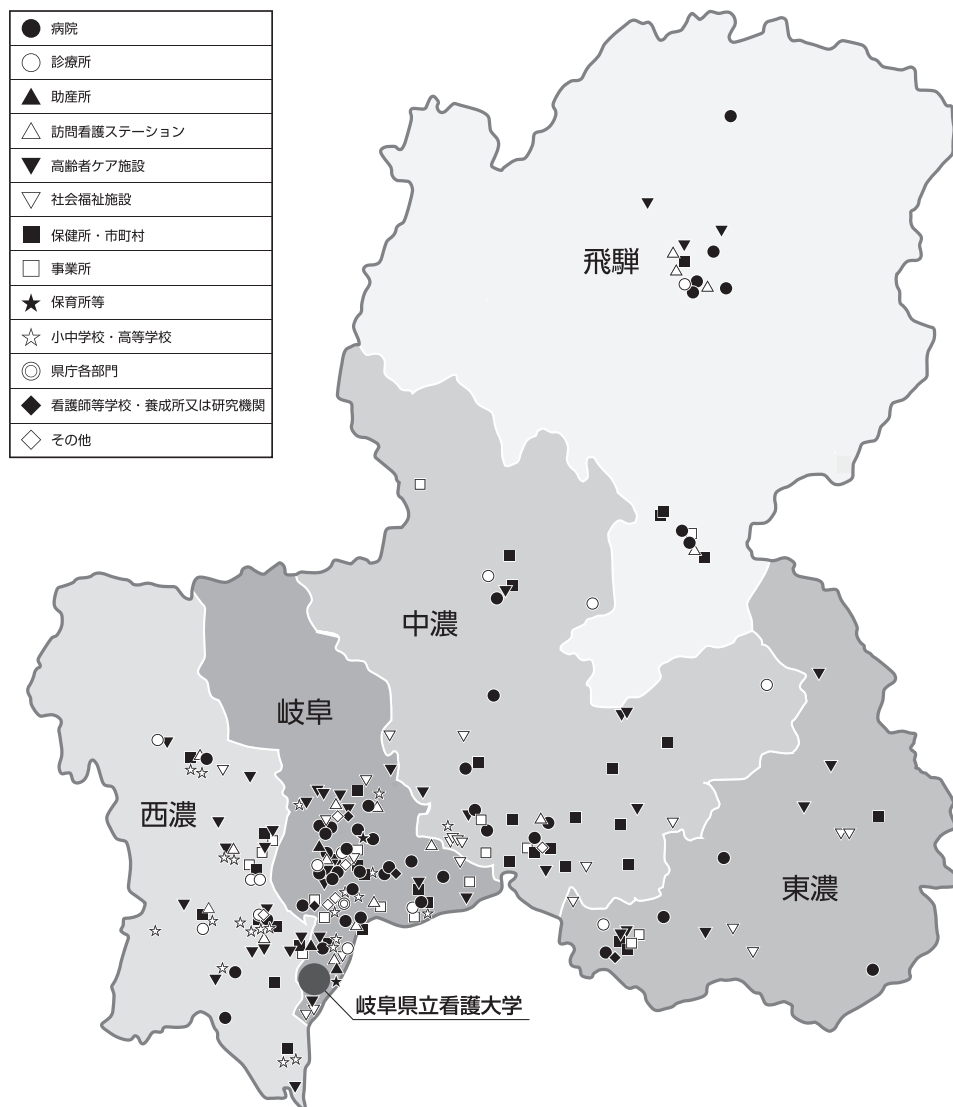 病院
診療所
助産所
訪問看護ステーション
高齢者ケア施設
社会福祉施設
保健所・市町村
事業所
保育所等
小中学校・高等学校
県庁各部門
看護師等学校・養成所又は研究機関
その他
飛騨
中濃
岐阜
西濃
東濃
岐阜県立看護大学